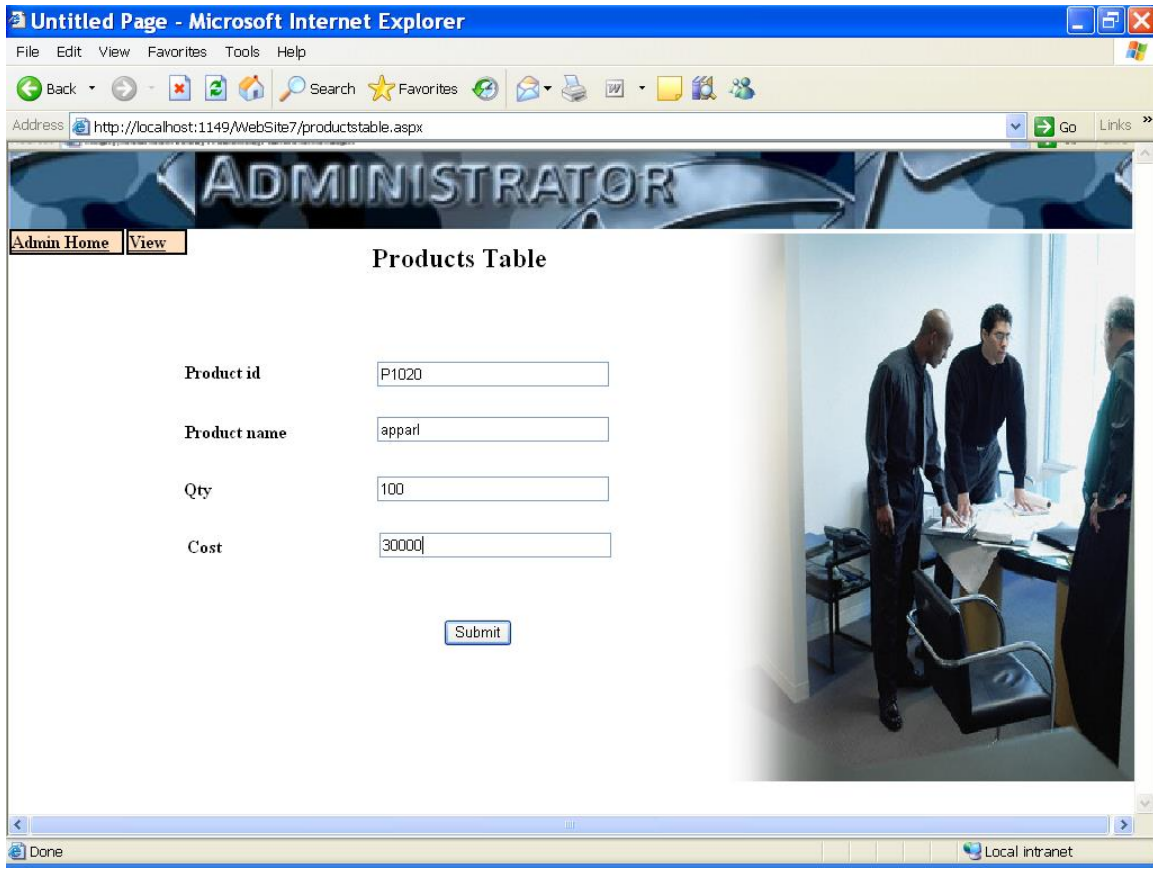 Untitled Page - Microsoft Internet Explorer
File Edit View Favorites Tools Help
Back Search Favorites
Address http://localhost:1149/WebSite7/productstable.aspx Go Links »
ADMINISTRATOR
Admin Home View
Products Table
Product id P1020
Product name apparl
Qty 100
Cost 30000
Submit
Done Local intranet